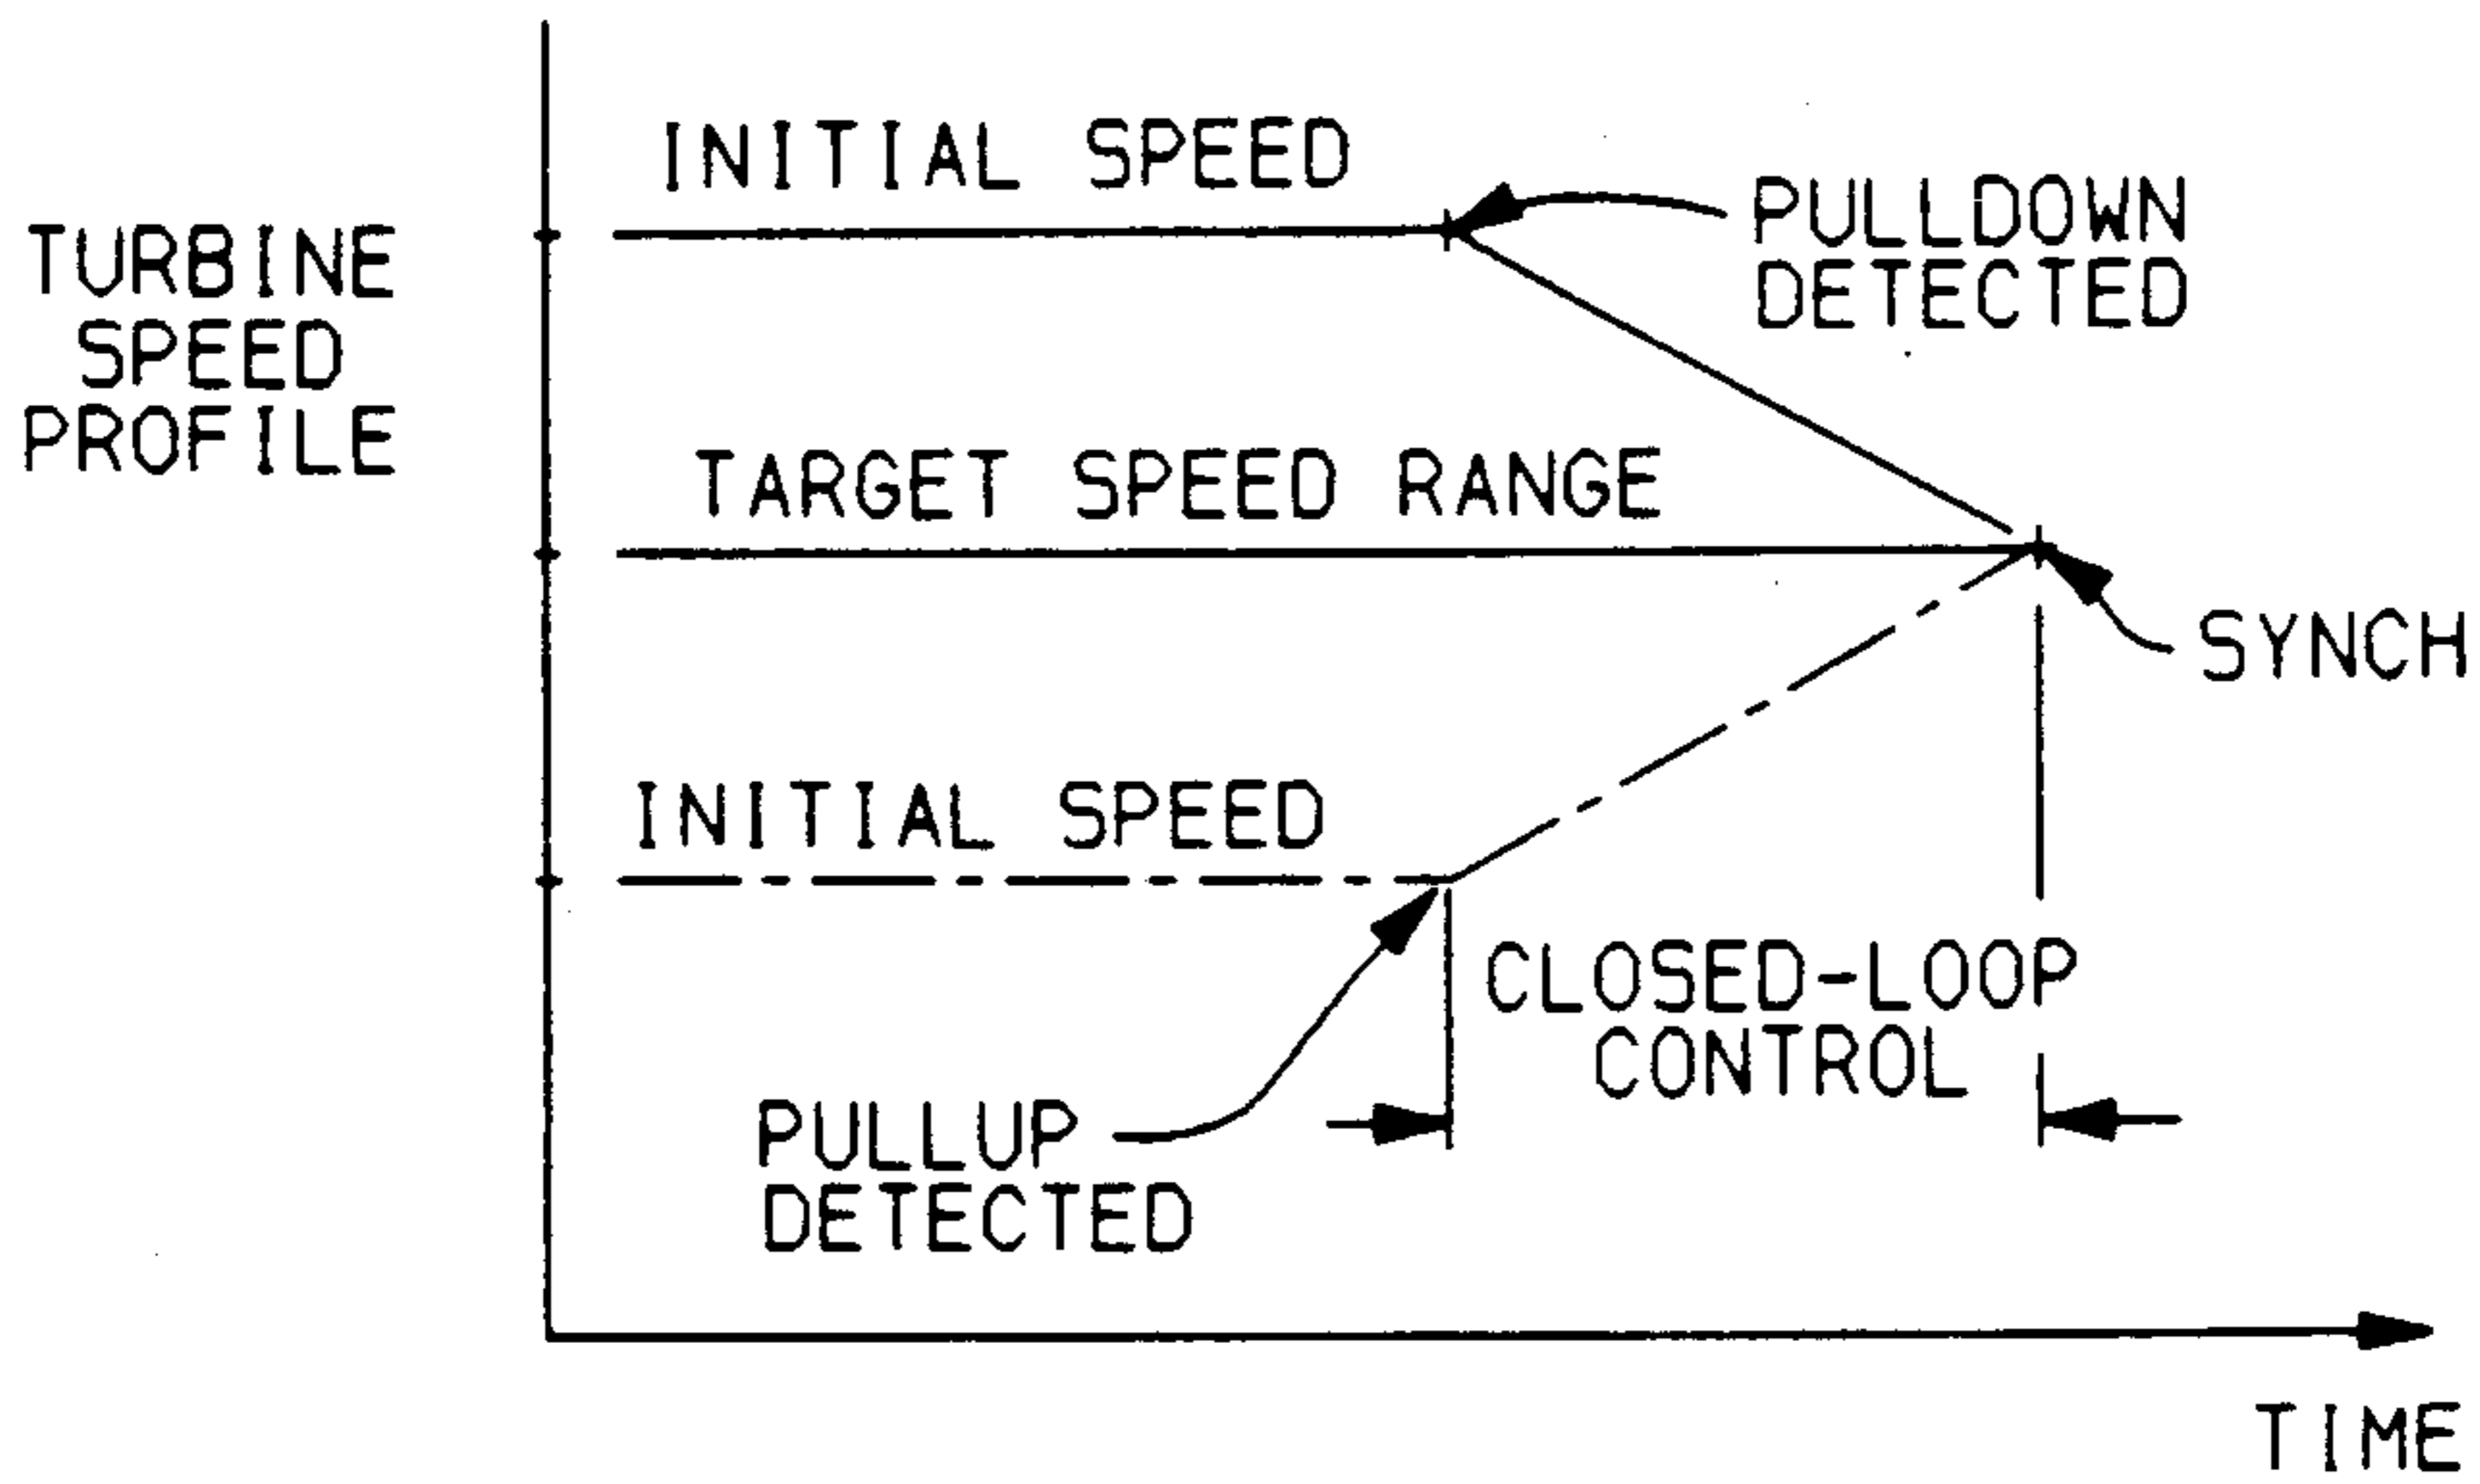 INITIAL SPEED
PULLDOWN
DETECTED
TURBINE
SPEED
PROFILE
TARGET SPEED RANGE
SYNCH
INITIAL SPEED
CLOSED-LOOP
CONTROL
PULLUP
DETECTED
TIME